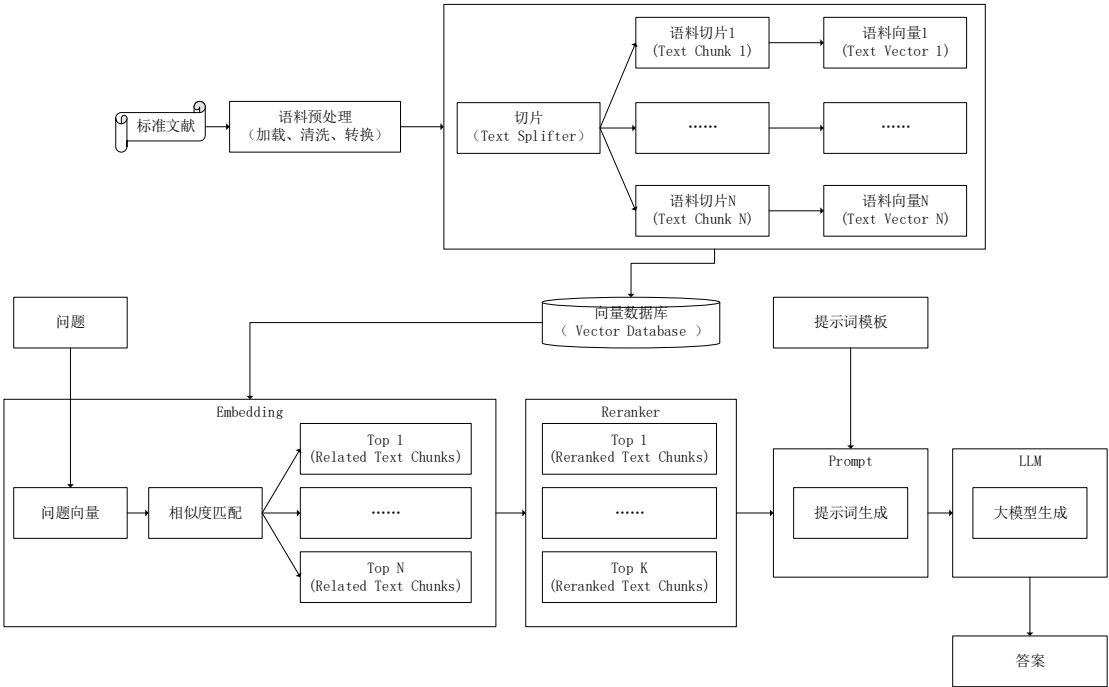 标准文献
语料预处理
（加载、清洗、转换）
切片
（Text Splifter）
语料切片1
(Text Chunk 1)
语料向量1
(Text Vector 1)
……
……
语料切片N
(Text Chunk N)
语料向量N
(Text Vector N)
向量数据库
（ Vector Database ）
问题
提示词模板
Embedding
问题向量
相似度匹配
Top 1
(Related Text Chunks)
……
Top N
(Related Text Chunks)
Reranker
Top 1
(Reranked Text Chunks)
……
Top K
(Reranked Text Chunks)
Prompt
提示词生成
LLM
大模型生成
答案